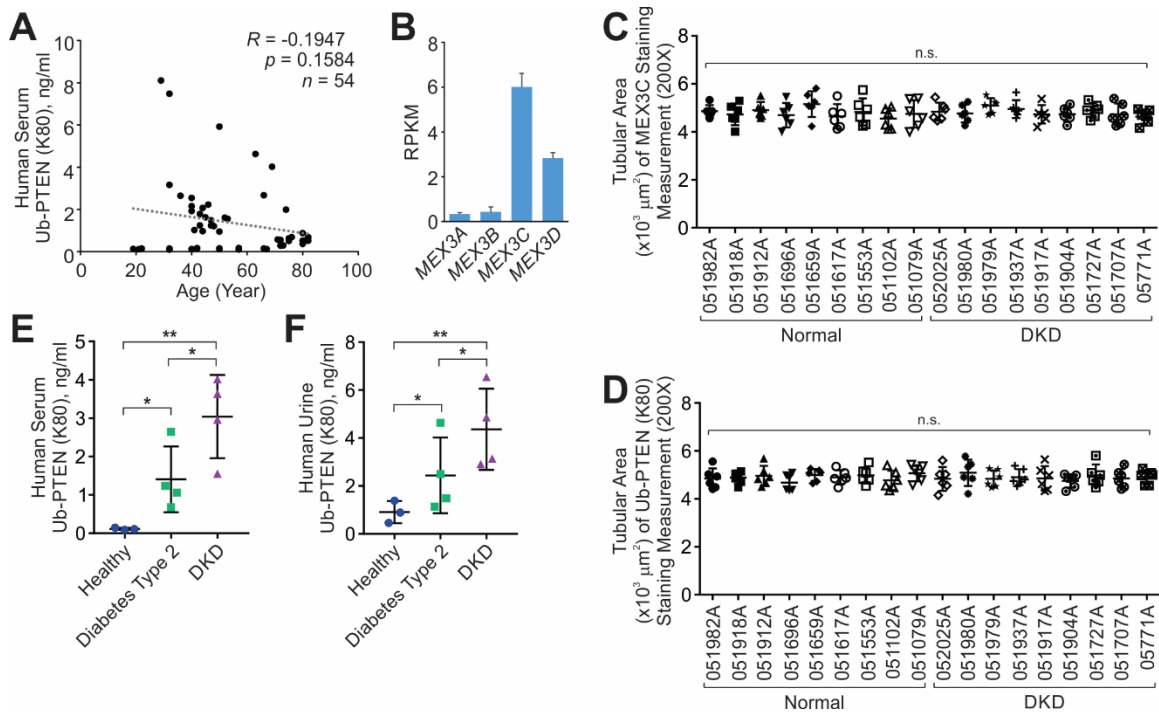 A
Human Serum
Ub-PTEN (K80), ng/ml
10
8
6
4
2
0
0
20
40
60
80
100
Age (Year)
R = -0.1947
p = 0.1584
n = 54
B
RPKM
8
6
4
2
0
MEX3A
MEX3B
MEX3C
MEX3D
C
Tubular Area
(x10³ μm²) of MEX3C Staining
Measurement (200X)
8
6
4
2
0
n.s.
051982A
051918A
051912A
051696A
051659A
051617A
051553A
051102A
051079A
052025A
051980A
051979A
051937A
051917A
051904A
051727A
051707A
05771A
Normal
DKD
E
Human Serum
Ub-PTEN (K80), ng/ml
5
4
3
2
1
0
**
*
*
Healthy
Diabetes Type 2
DKD
F
Human Urine
Ub-PTEN (K80), ng/ml
8
6
4
2
0
**
*
*
Healthy
Diabetes Type 2
DKD
D
Tubular Area
(x10³ μm²) of Ub-PTEN (K80)
Staining Measurement (200X)
8
6
4
2
0
n.s.
051982A
051918A
051912A
051696A
051659A
051617A
051553A
051102A
051079A
052025A
051980A
051979A
051937A
051917A
051904A
051727A
051707A
05771A
Normal
DKD